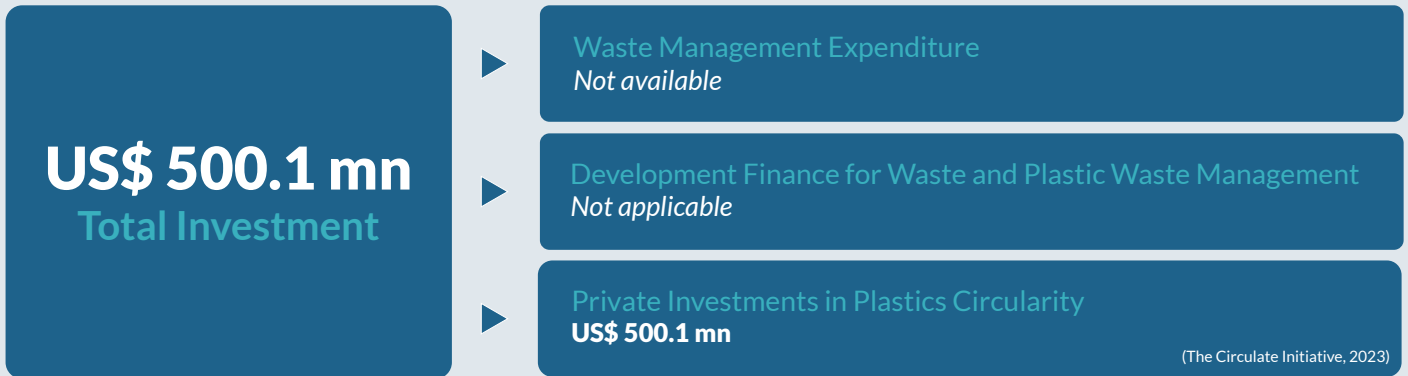 US$ 500.1 mn
Total Investment
Waste Management Expenditure
Not available
Development Finance for Waste and Plastic Waste Management
Not applicable
Private Investments in Plastics Circularity
US$ 500.1 mn
(The Circulate Initiative, 2023)